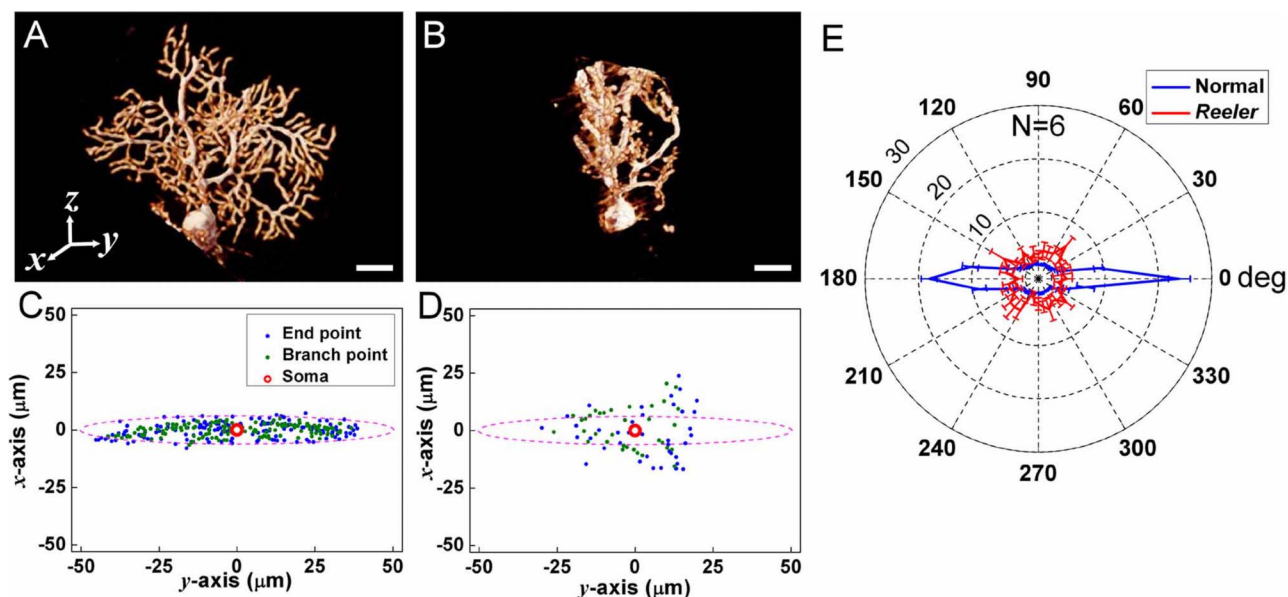 A
z
x
y
B
E
Normal
Reeler
N=6
90
60
30
0 deg
330
300
270
240
210
180
150
120
10
20
30
C
End point
Branch point
Soma
50
25
0
-25
-50
x-axis (μm)
-50
-25
0
25
50
y-axis (μm)
D
50
25
0
-25
-50
x-axis (μm)
-50
-25
0
25
50
y-axis (μm)